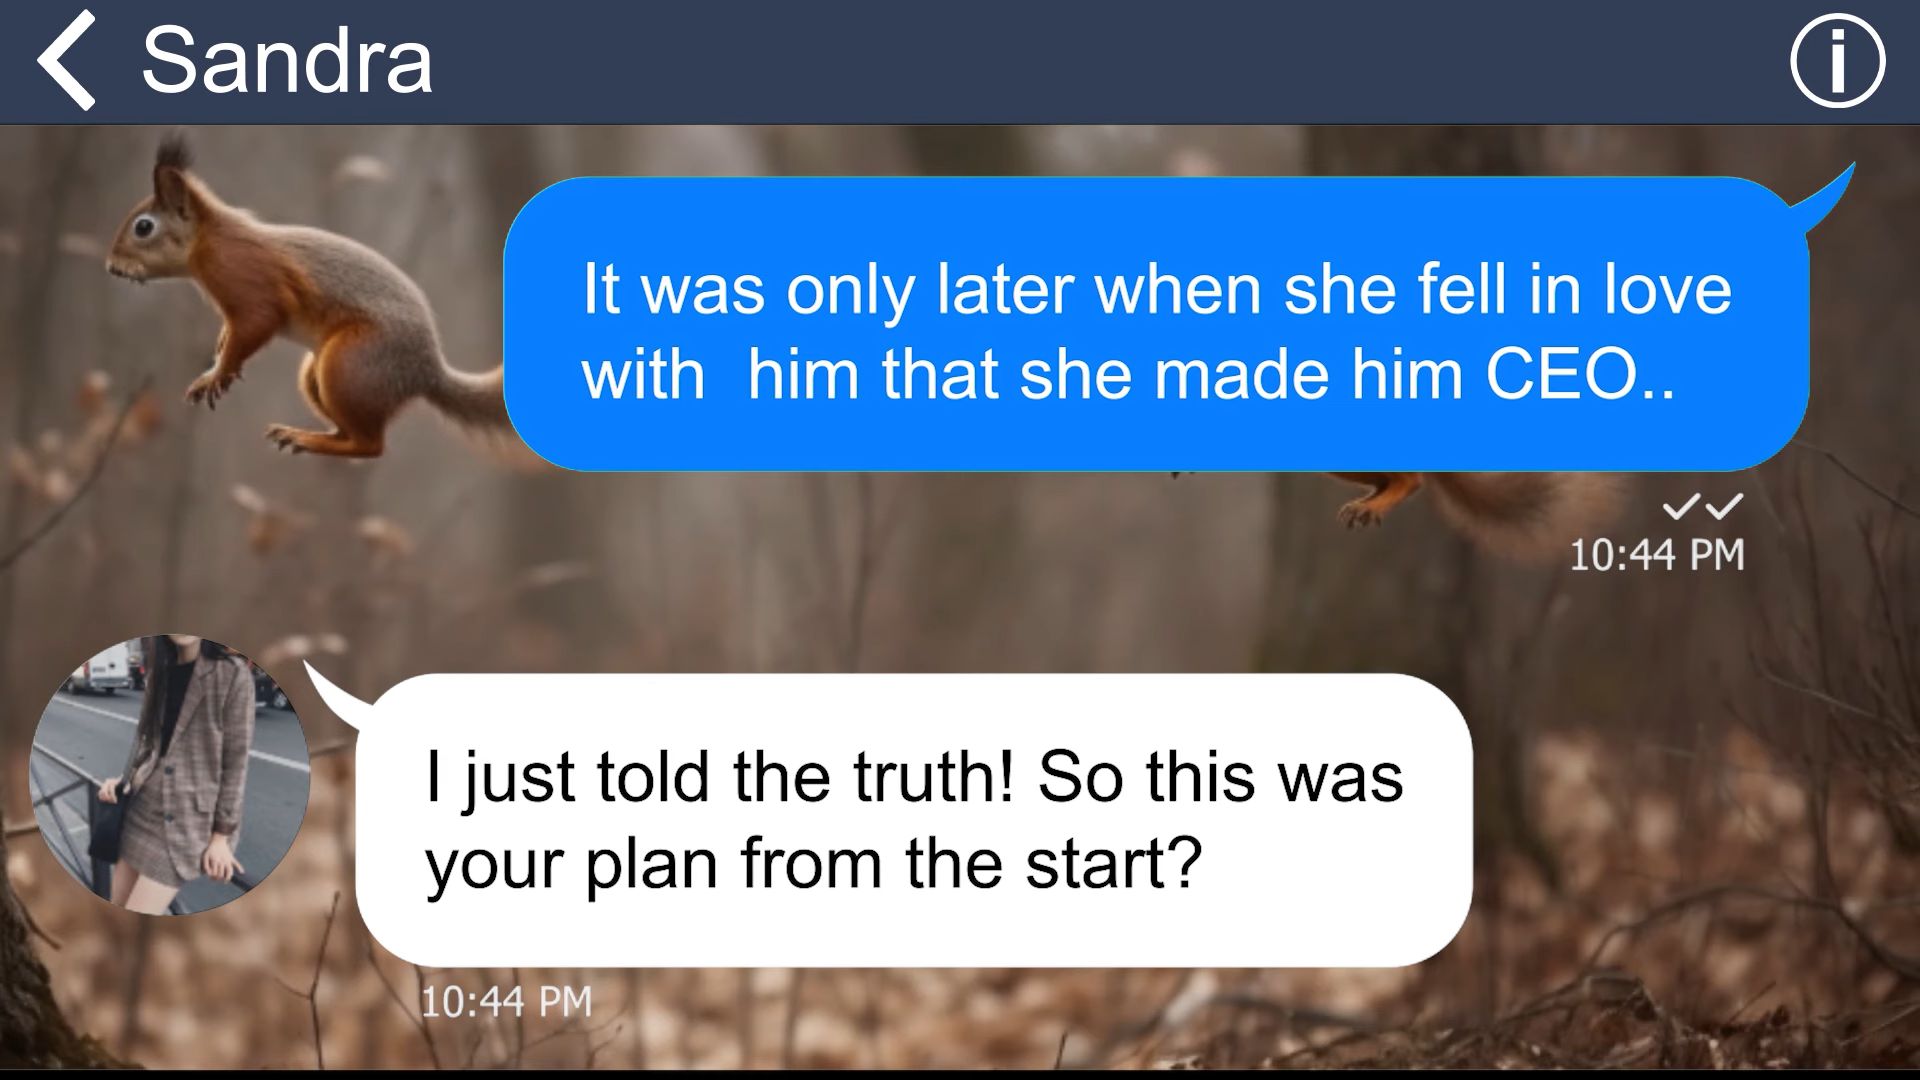 Sandra
It was only later when she fell in love
with  him that she made him CEO..
10:44 PM
I just told the truth! So this was
your plan from the start?
10:44 PM